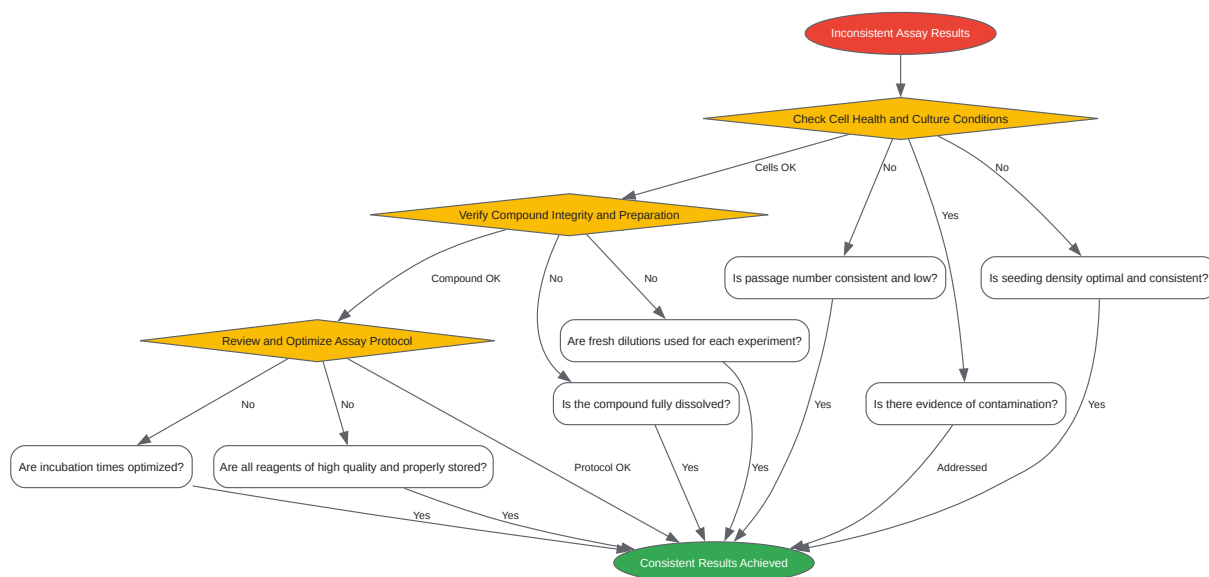 Inconsistent Assay Results
Check Cell Health and Culture Conditions
Cells OK
No
No
Yes
Verify Compound Integrity and Preparation
Is passage number consistent and low?
Is seeding density optimal and consistent?
Compound OK
No
No
Review and Optimize Assay Protocol
Are fresh dilutions used for each experiment?
Is the compound fully dissolved?
Is there evidence of contamination?
No
No
Yes
Yes
Are incubation times optimized?
Are all reagents of high quality and properly stored?
Protocol OK
Yes
Yes
Addressed
Yes
Yes
Consistent Results Achieved